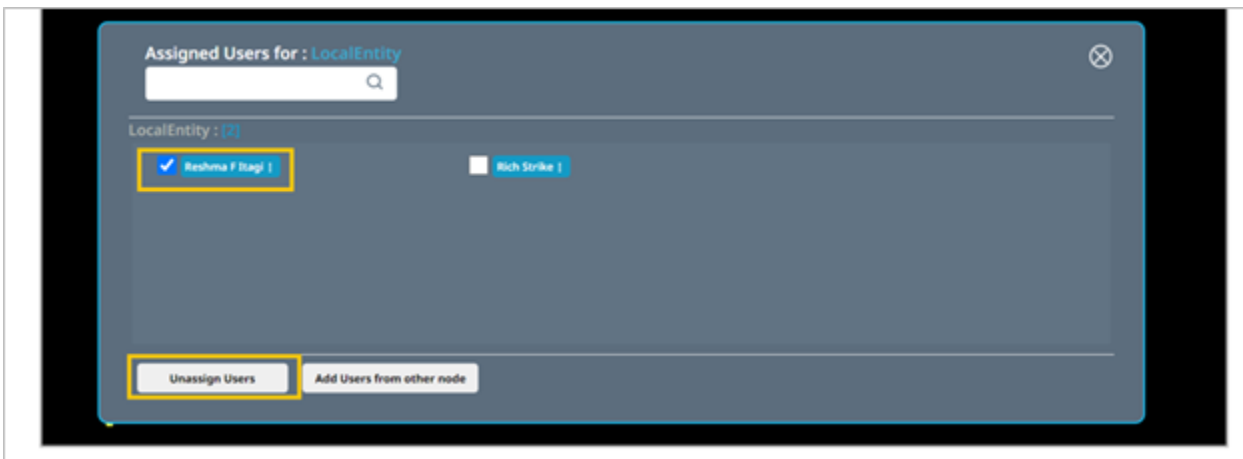 Assigned Users for : LocalEntity
LocalEntity : [2]
Reshma F Itagi | Rich Strike |
Unassign Users Add Users from other node